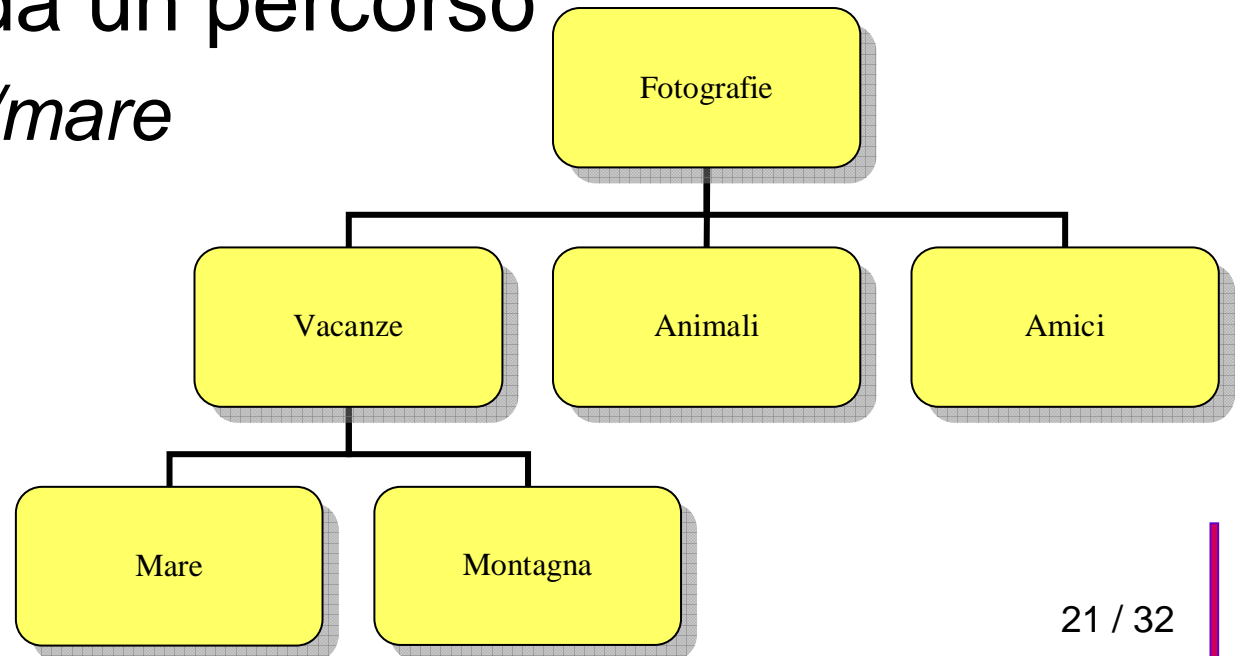 da un percorso
/mare
Fotografie
Vacanze
Animali
Amici
Mare
Montagna
21 / 32